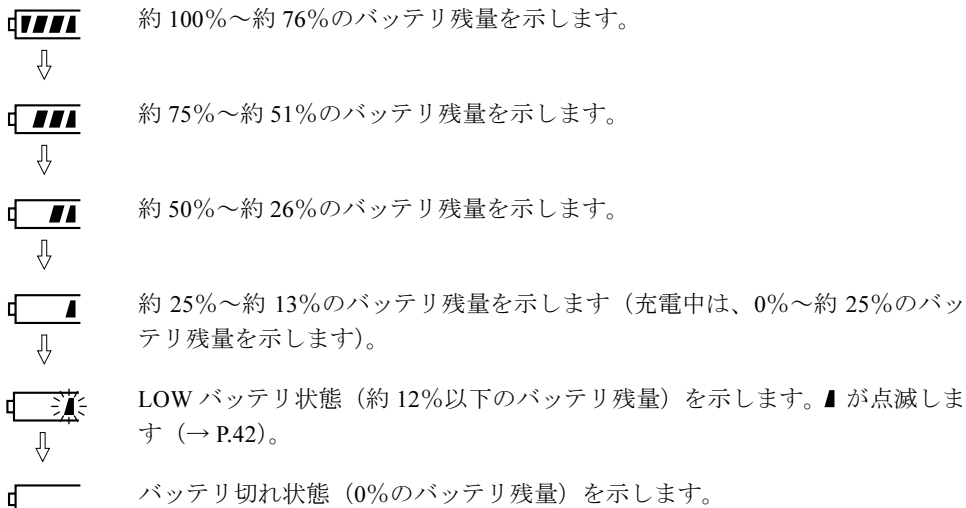 約 100％～約 76％のバッテリ残量を示します。
約 75％～約 51％のバッテリ残量を示します。
約 50％～約 26％のバッテリ残量を示します。
約 25％～約 13％のバッテリ残量を示します（充電中は、0％～約 25％のバッ
テリ残量を示します）。
LOW バッテリ状態（約 12％以下のバッテリ残量）を示します。 が点滅しま
す（→ P.42）。
バッテリ切れ状態（0％のバッテリ残量）を示します。